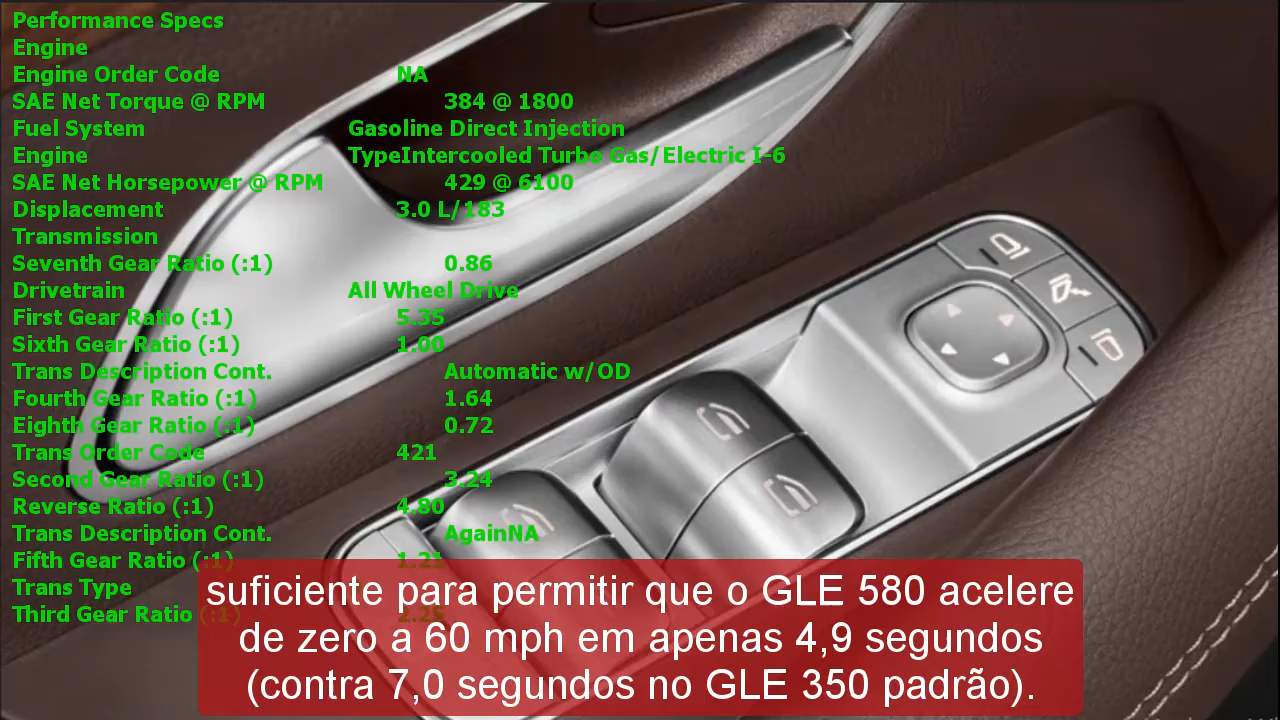 Performance Specs
Engine
Engine Order Code NA
SAE Net Torque @ RPM 384 @ 1800
Fuel System Gasoline Direct Injection
Engine TypeIntercooled Turbo Gas/Electric I-6
SAE Net Horsepower @ RPM 429 @ 6100
Displacement 3.0 L/183
Transmission
Seventh Gear Ratio (:1) 0.86
Drivetrain All Wheel Drive
First Gear Ratio (:1) 5.35
Sixth Gear Ratio (:1) 1.00
Trans Description Cont. Automatic w/OD
Fourth Gear Ratio (:1) 1.64
Eighth Gear Ratio (:1) 0.72
Trans Order Code 421
Second Gear Ratio (:1) 3.24
Reverse Ratio (:1) 4.80
Trans Description Cont. AgainNA
Fifth Gear Ratio (:1) 1.21
Trans Type
Third Gear Ratio (:1) 2.25
suficiente para permitir que o GLE 580 acelere
de zero a 60 mph em apenas 4,9 segundos
(contra 7,0 segundos no GLE 350 padrão).